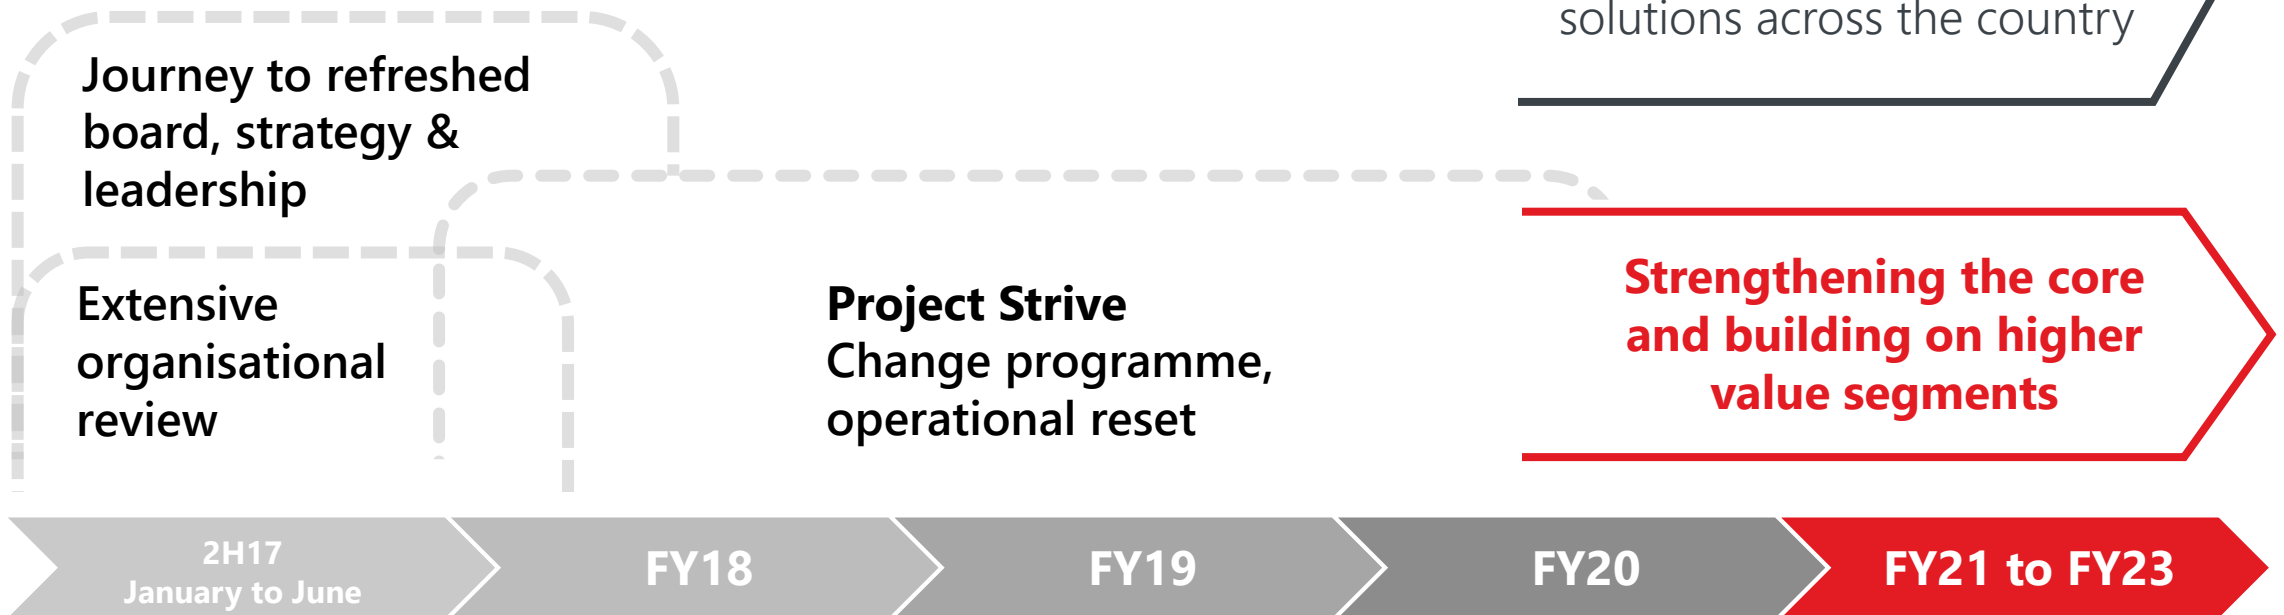 solutions across the country
Journey to refreshed
board, strategy &
leadership
Extensive
organisational
review
Project Strive
Change programme,
operational reset
Strengthening the core
and building on higher
value segments
2H17
January to June
FY18
FY19
FY20
FY21 to FY23